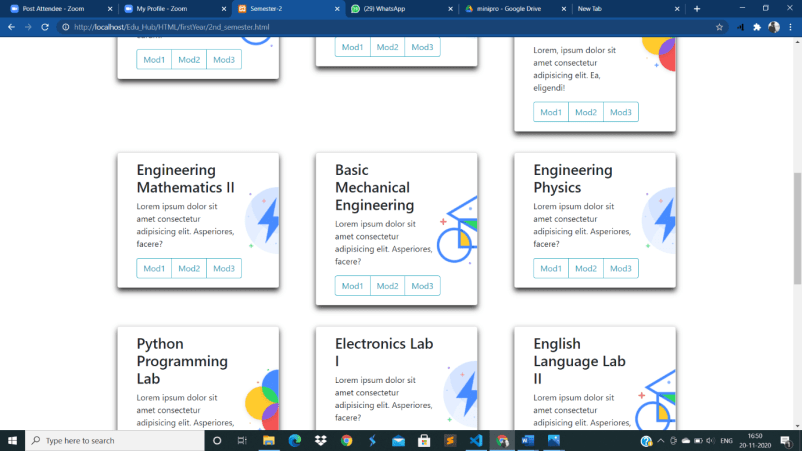 Post Attendee - Zoom
My Profile - Zoom
Semester-2
(29) WhatsApp
minipro - Google Drive
New Tab
http://localhost/Edu_Hub/HTML/firstYear/2nd_semester.html
Mod1 Mod2 Mod3
Mod1 Mod2 Mod3
Lorem, ipsum dolor sit
amet consectetur
adipisicing elit. Ea,
eligendi!
Mod1 Mod2 Mod3
Engineering
Mathematics II
Lorem ipsum dolor sit
amet consectetur
adipisicing elit. Asperiores,
facere?
Mod1 Mod2 Mod3
Basic
Mechanical
Engineering
Lorem ipsum dolor sit
amet consectetur
adipisicing elit. Asperiores,
facere?
Mod1 Mod2 Mod3
Engineering
Physics
Lorem ipsum dolor sit
amet consectetur
adipisicing elit. Asperiores,
facere?
Mod1 Mod2 Mod3
Python
Programming
Lab
Lorem ipsum dolor sit
amet consectetur
adipisicing elit. Asperiores,
Electronics Lab
I
Lorem ipsum dolor sit
amet consectetur
adipisicing elit. Asperiores,
English
Language Lab
II
Lorem ipsum dolor sit
amet consectetur
adipisicing elit. Asperiores,
Type here to search
ENG
16:50
20-11-2020